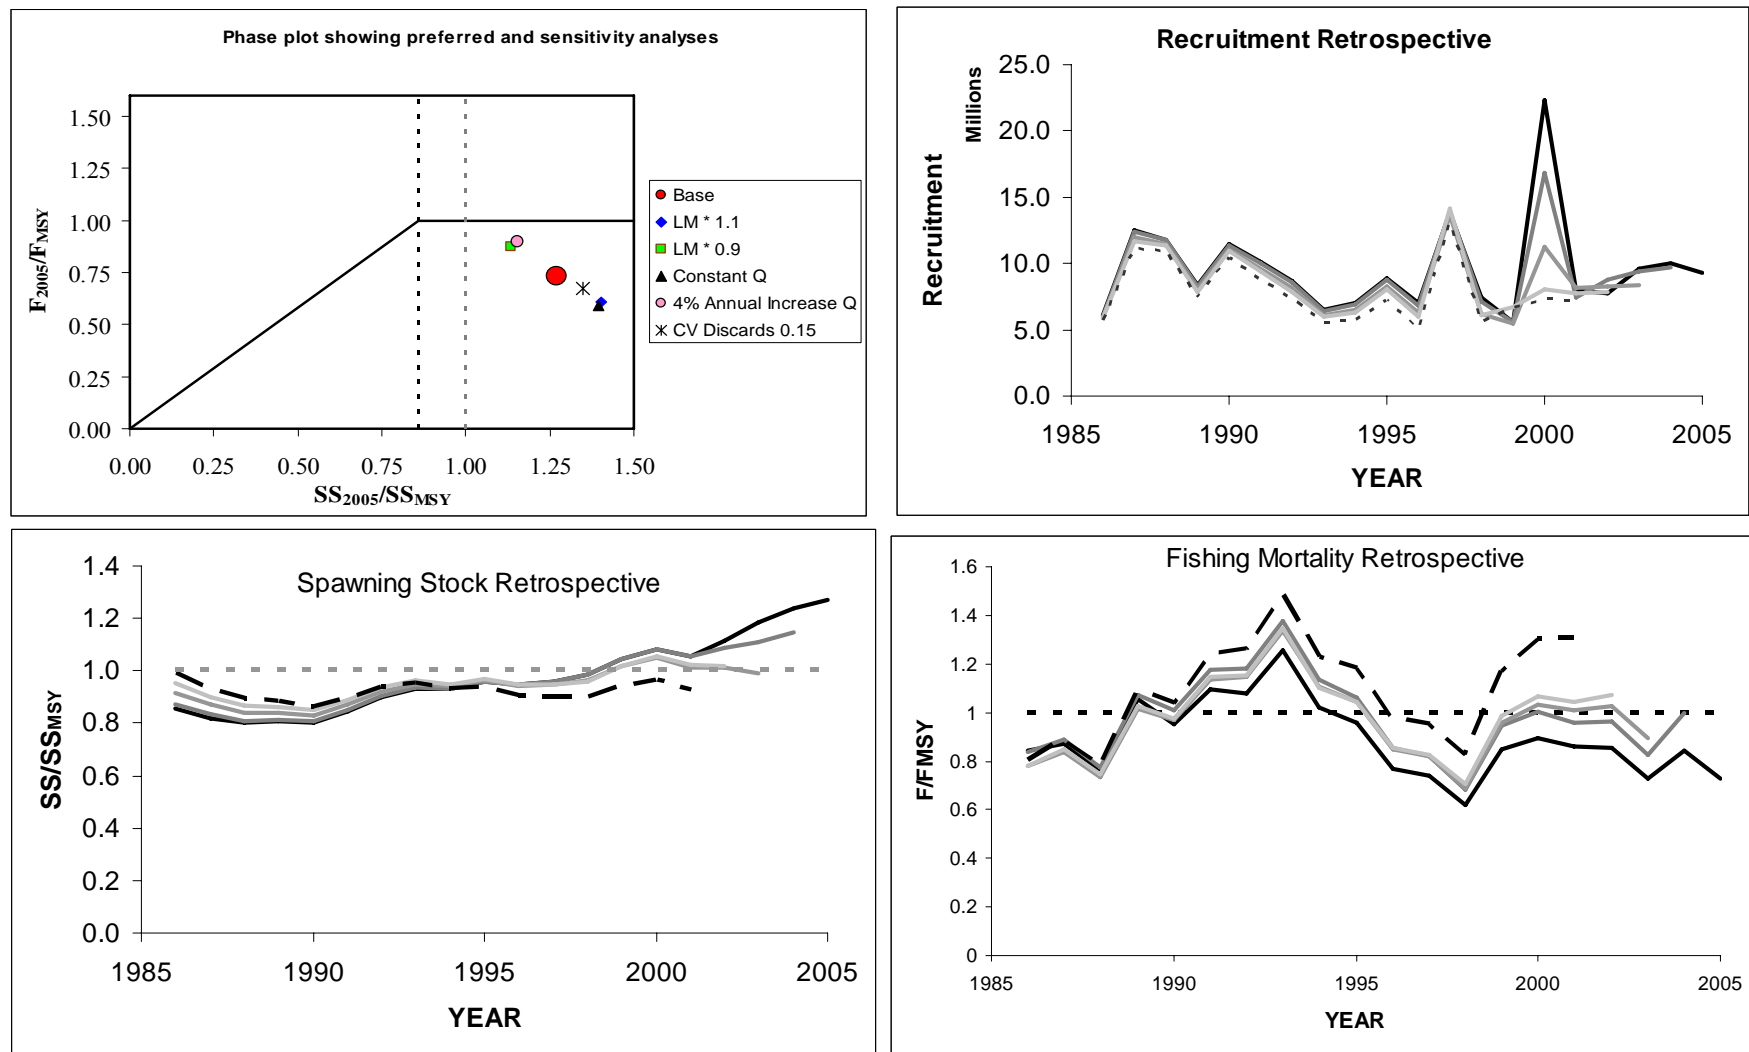 Phase plot showing preferred and sensitivity analyses
1.50
1.25
1.00
0.75
0.50
0.25
0.00
F2005/FMSY
0.00 0.25 0.50 0.75 1.00 1.25 1.50
SS2005/SSMSY
Base
LM * 1.1
LM * 0.9
Constant Q
4% Annual Increase Q
CV Discards 0.15
Recruitment Retrospective
25.0
20.0
15.0
10.0
5.0
0.0
Millions
Recruitment
1985 1990 1995 2000 2005
YEAR
Spawning Stock Retrospective
1.4
1.2
1.0
0.8
0.6
0.4
0.2
0.0
SS/SSMSY
1985 1990 1995 2000 2005
YEAR
Fishing Mortality Retrospective
1.6
1.4
1.2
1
0.8
0.6
0.4
0.2
0
F/FMSY
1985 1990 1995 2000 2005
YEAR